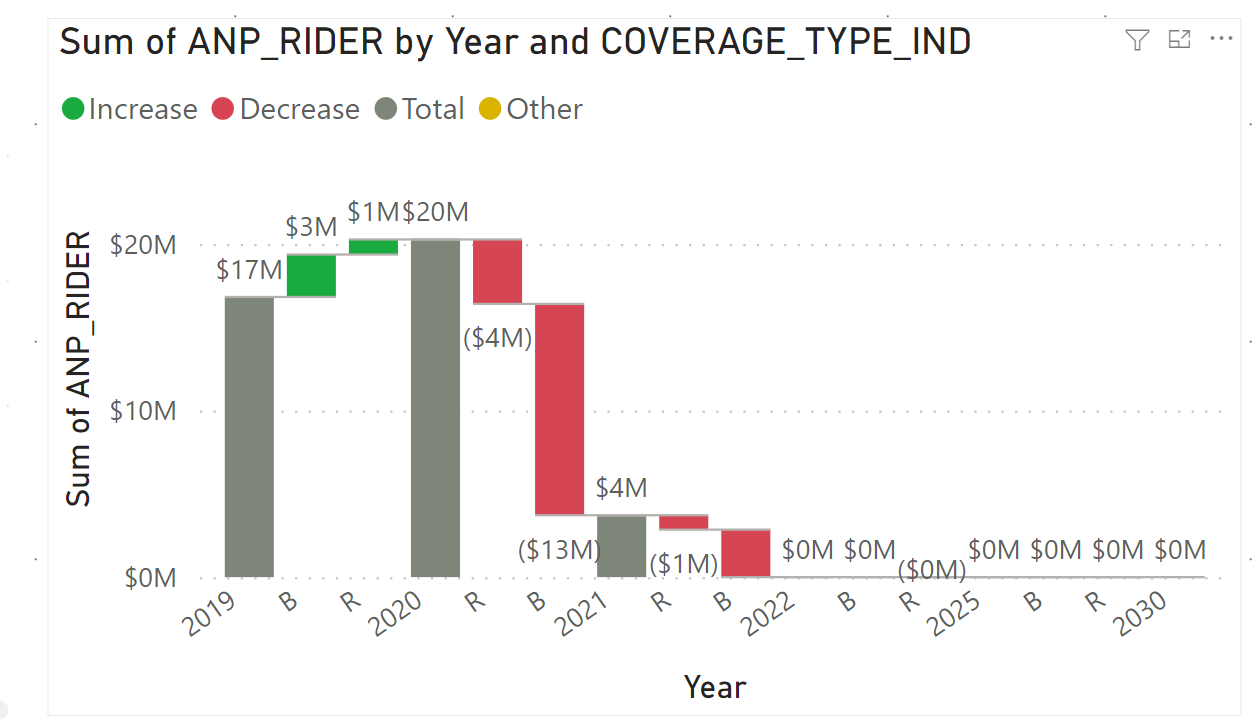 Sum of ANP_RIDER by Year and COVERAGE_TYPE_IND
Increase Decrease Total Other
Sum of ANP_RIDER
$20M
$10M
$0M
$17M $3M $1M $20M ($4M) ($13M) $4M ($1M) $0M $0M ($0M) $0M $0M $0M $0M
2019 B R 2020 R B 2021 R B 2022 B R 2025 B R 2030
Year